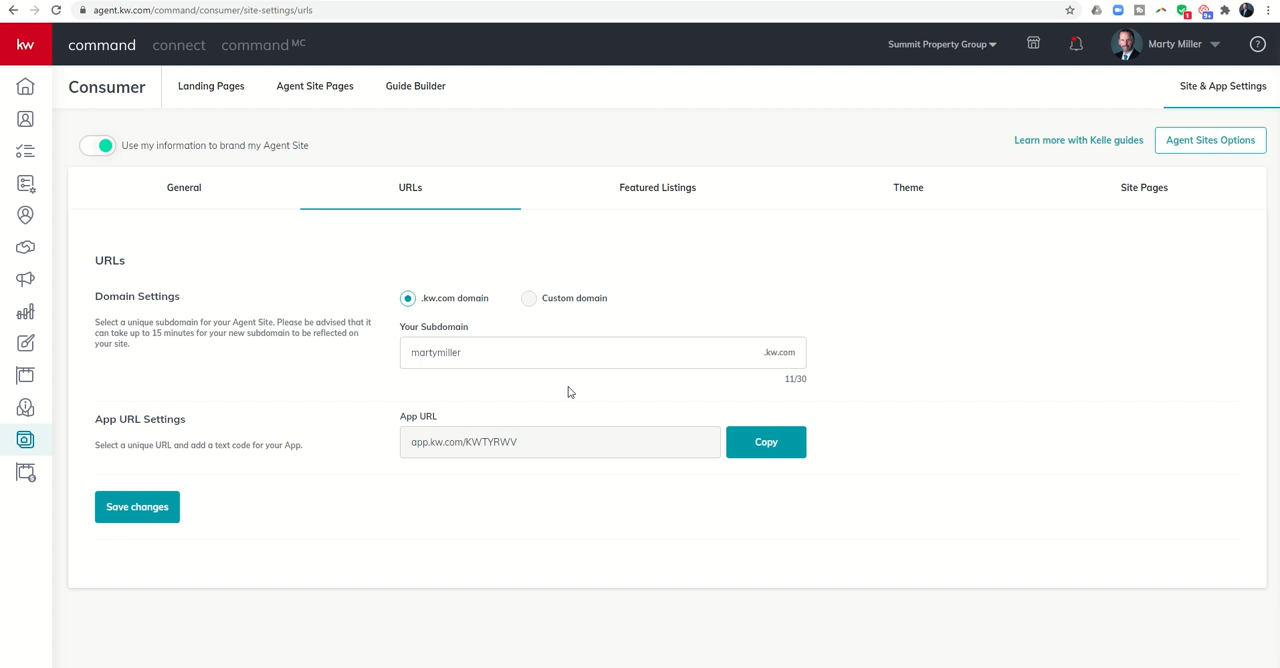 agent.kw.com/command/consumer/site-settings/urls
1
9+
kw
command
connect
command MC
Summit Property Group
Marty Miller
?
Consumer
Landing Pages
Agent Site Pages
Guide Builder
Site & App Settings
Use my information to brand my Agent Site
Learn more with Kelle guides
Agent Sites Options
General
URLs
Featured Listings
Theme
Site Pages
URLs
Domain Settings
Select a unique subdomain for your Agent Site. Please be advised that it
can take up to 15 minutes for your new subdomain to be reflected on
your site.
.kw.com domain
Custom domain
Your Subdomain
martymiller
.kw.com
11/30
App URL Settings
Select a unique URL and add a text code for your App.
App URL
app.kw.com/KWTYRWV
Copy
Save changes